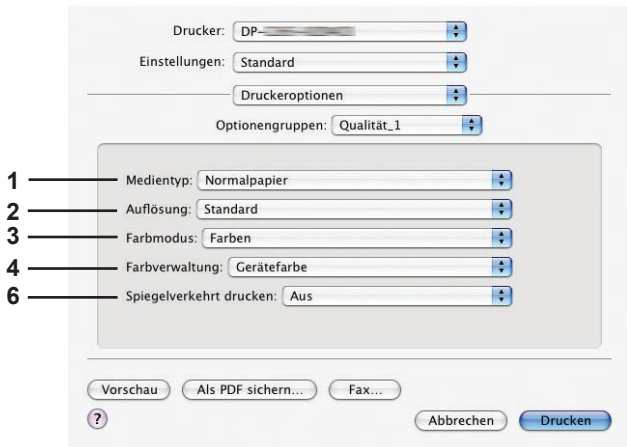 Drucker: DP-
Einstellungen: Standard
Druckeroptionen
Optionengruppen: Qualität_1
1 Medientyp: Normalpapier
2 Auflösung: Standard
3 Farbmodus: Farben
4 Farbverwaltung: Gerätefarbe
6 Spiegelverkehrt drucken: Aus
Vorschau Als PDF sichern... Fax...
? Abbrechen Drucken